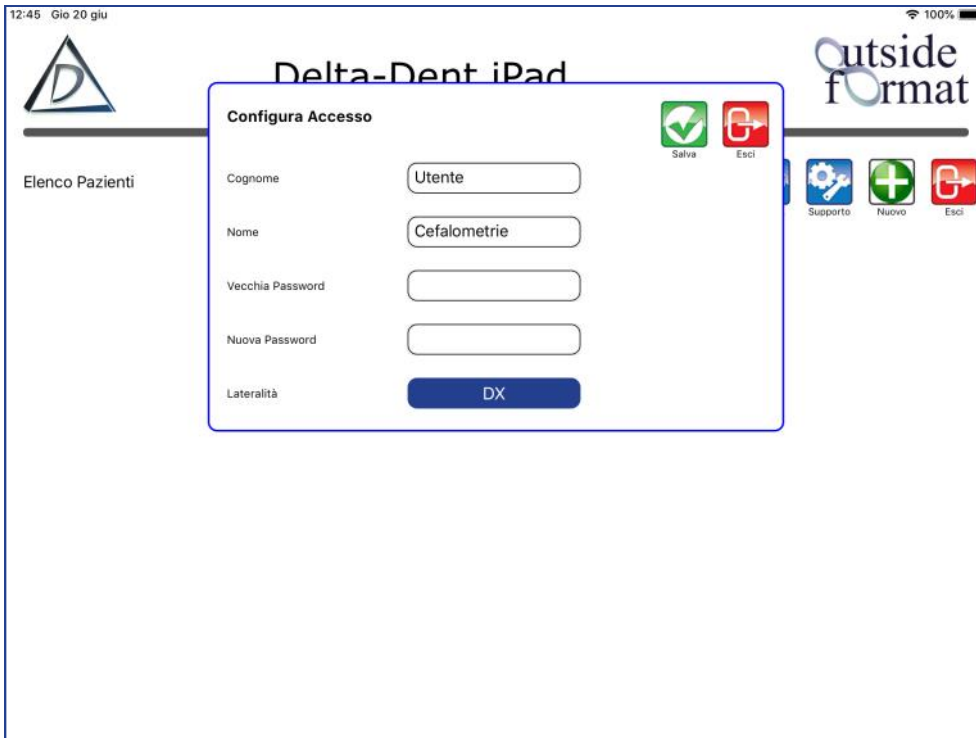 12:45 Gio 20 giu
100%
D
Delta-Dent iPad
Outside
format
Configura Accesso
Salva
Esci
Elenco Pazienti
Supporto
Nuovo
Esci
Cognome
Utente
Nome
Cefalometrie
Vecchia Password
Nuova Password
Lateralità
DX